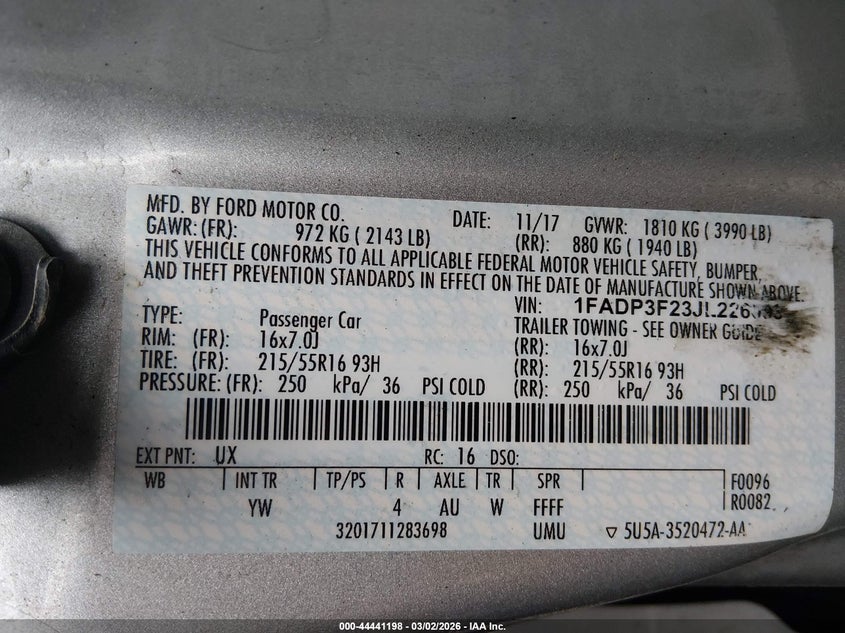 MFD. BY FORD MOTOR CO. DATE: 11/17 GVWR: 1810 KG ( 3990 LB)
GAWR: (FR): 972 KG ( 2143 LB) (RR): 880 KG ( 1940 LB)
THIS VEHICLE CONFORMS TO ALL APPLICABLE FEDERAL MOTOR VEHICLE SAFETY, BUMPER,
AND THEFT PREVENTION STANDARDS IN EFFECT ON THE DATE OF MANUFACTURE SHOWN ABOVE.
VIN:
TYPE: Passenger Car TRAILER TOWING - SEE OWNER GUIDE
RIM: (FR): 16x7.0J (RR): 16x7.0J
TIRE: (FR): 215/55R16 93H (RR): 215/55R16 93H
PRESSURE: (FR): 250 kPa/ 36 PSI COLD (RR): 250 kPa/ 36 PSI COLD
EXT PNT: UX RC: 16 DSO:
WB INT TR TP/PS R AXLE TR SPR F0096
YW 4 AU W FFFF R0082
3201711283698 UMU ▽ 5U5A-3520472-AA
000-44441198 - 03/02/2026 - IAA Inc.